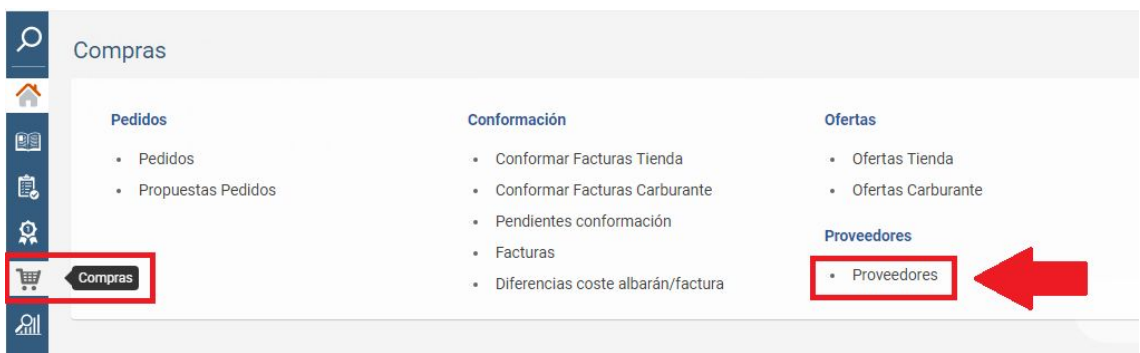 Compras
Pedidos
Pedidos
Propuestas Pedidos
Conformación
Conformar Facturas Tienda
Conformar Facturas Carburante
Pendientes conformación
Facturas
Diferencias coste albarán/factura
Ofertas
Ofertas Tienda
Ofertas Carburante
Proveedores
Proveedores
Compras